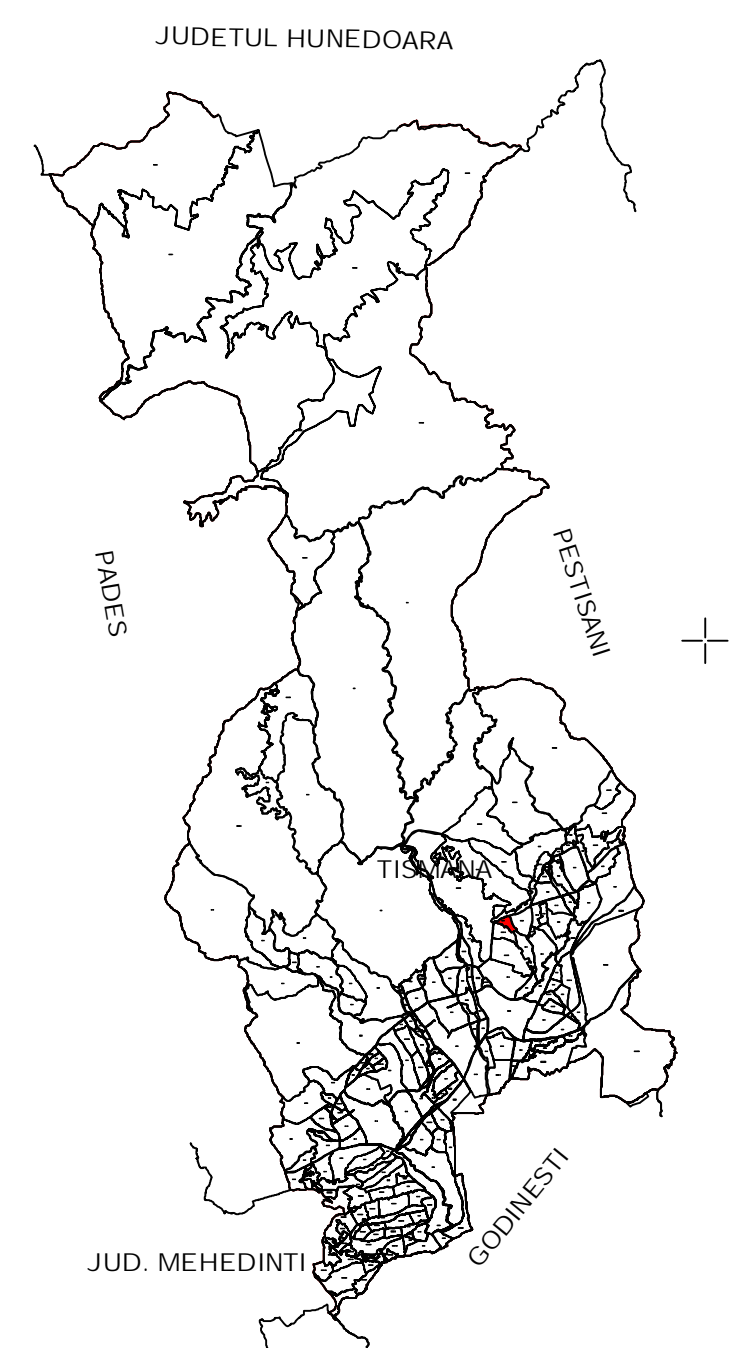 JUDETUL HUNEDOARA
PADES
PESTISANI
TISMANA
GODINESTI
JUD. MEHEDINTI